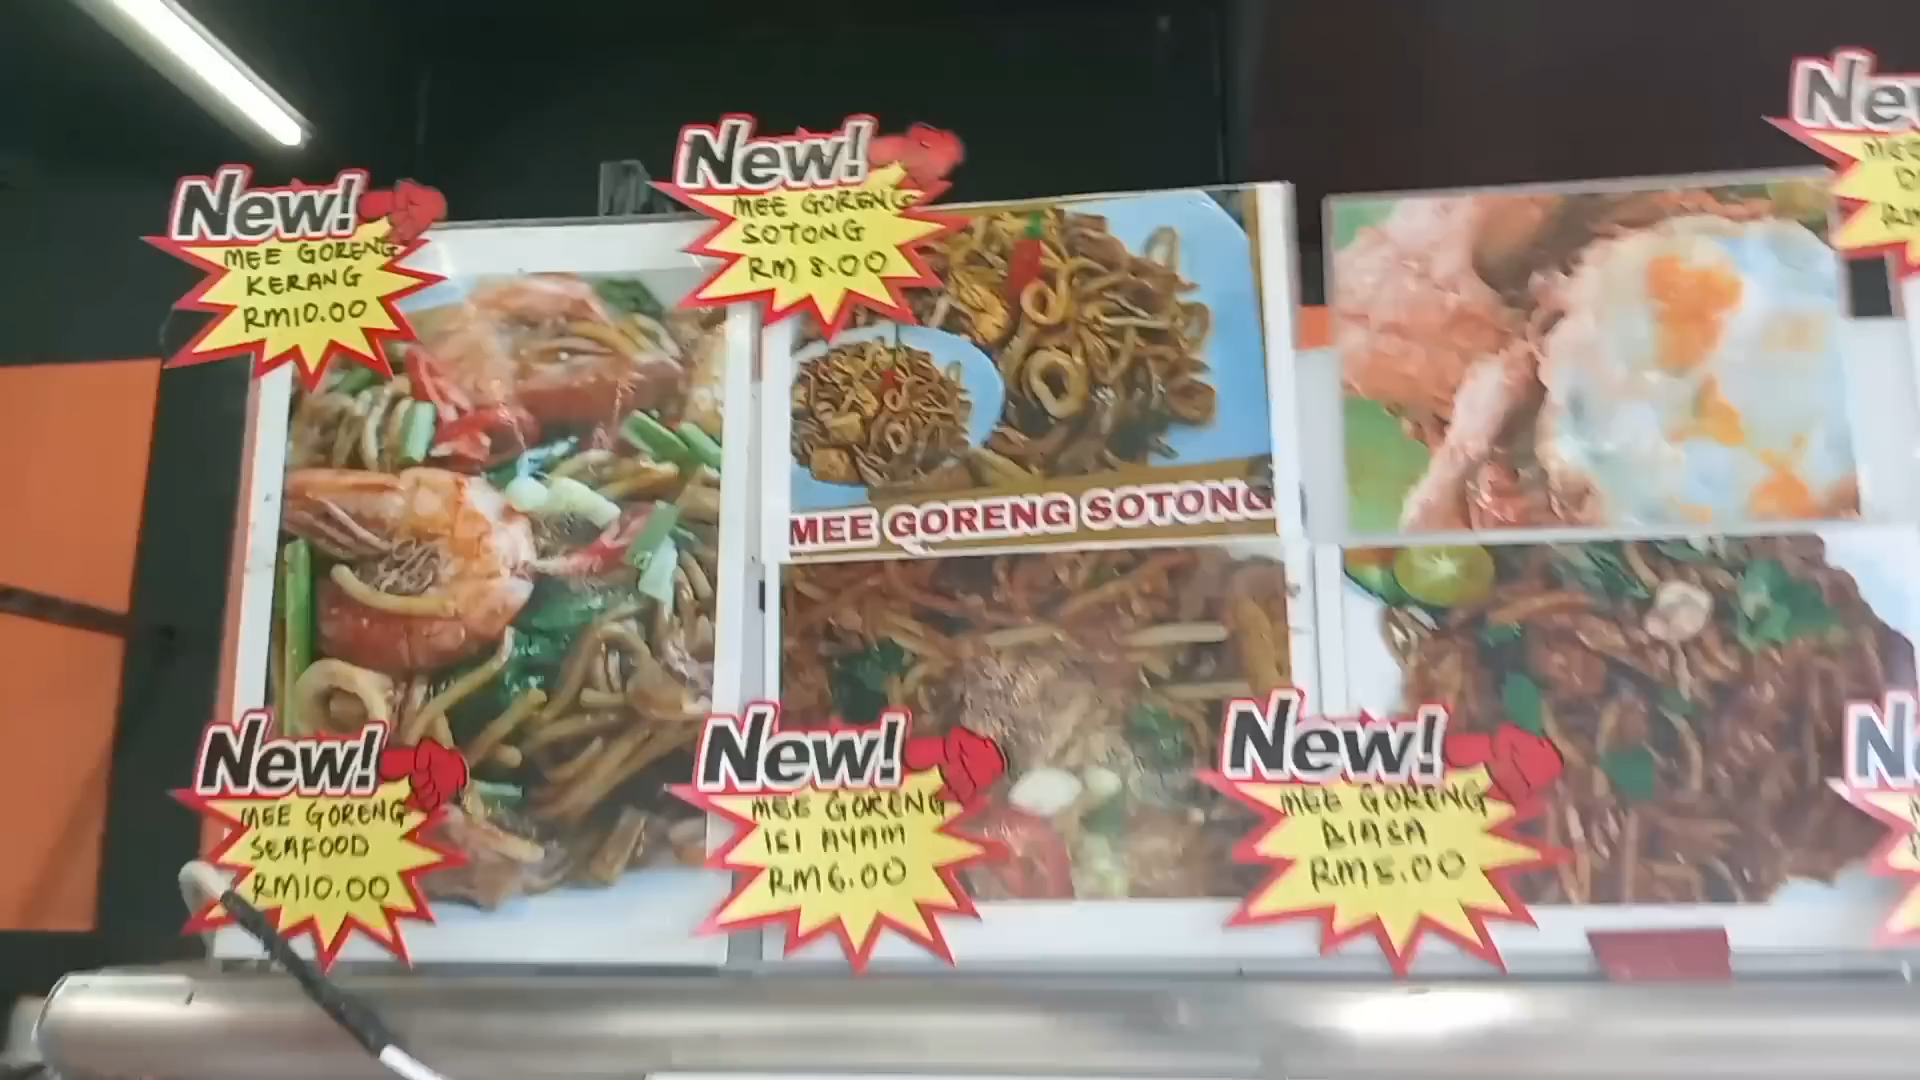 New!
MEE GORENG
KERANG
RM10.00
New!
MEE GORENG
SOTONG
RM 8.00
MEE GORENG SOTONG
New!
MEE GORENG
SEAFOOD
RM10.00
New!
MEE GORENG
ISI AYAM
RM6.00
New!
MEE GORENG
BIASA
RM5.00